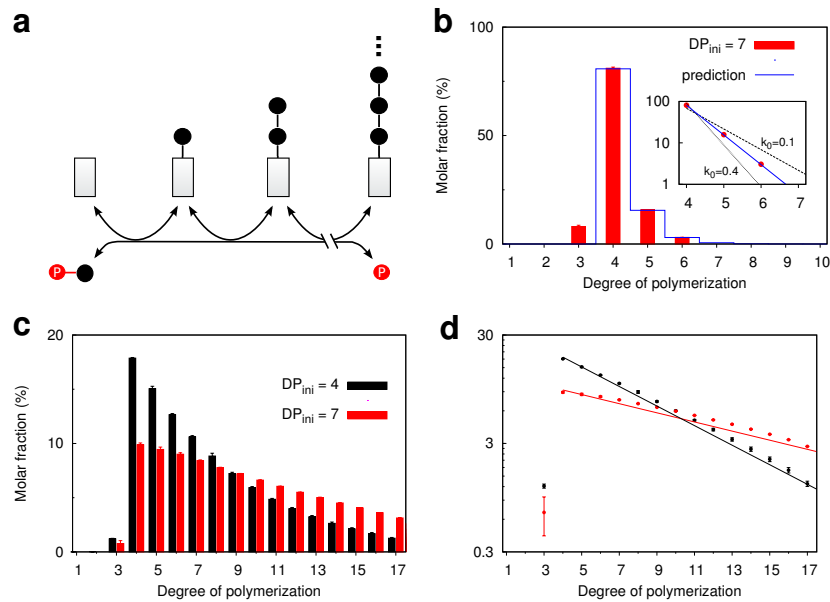 a
P
P
b
DPini = 7
prediction
Molar fraction (%)
100
50
0
1 2 3 4 5 6 7 8 9 10
Degree of polymerization
100
10
1
4 5 6 7
k0=0.1
k0=0.4
c
DPini = 4
DPini = 7
Molar fraction (%)
20
10
0
1 3 5 7 9 11 13 15 17
Degree of polymerization
d
30
3
0.3
1 3 5 7 9 11 13 15 17
Degree of polymerization